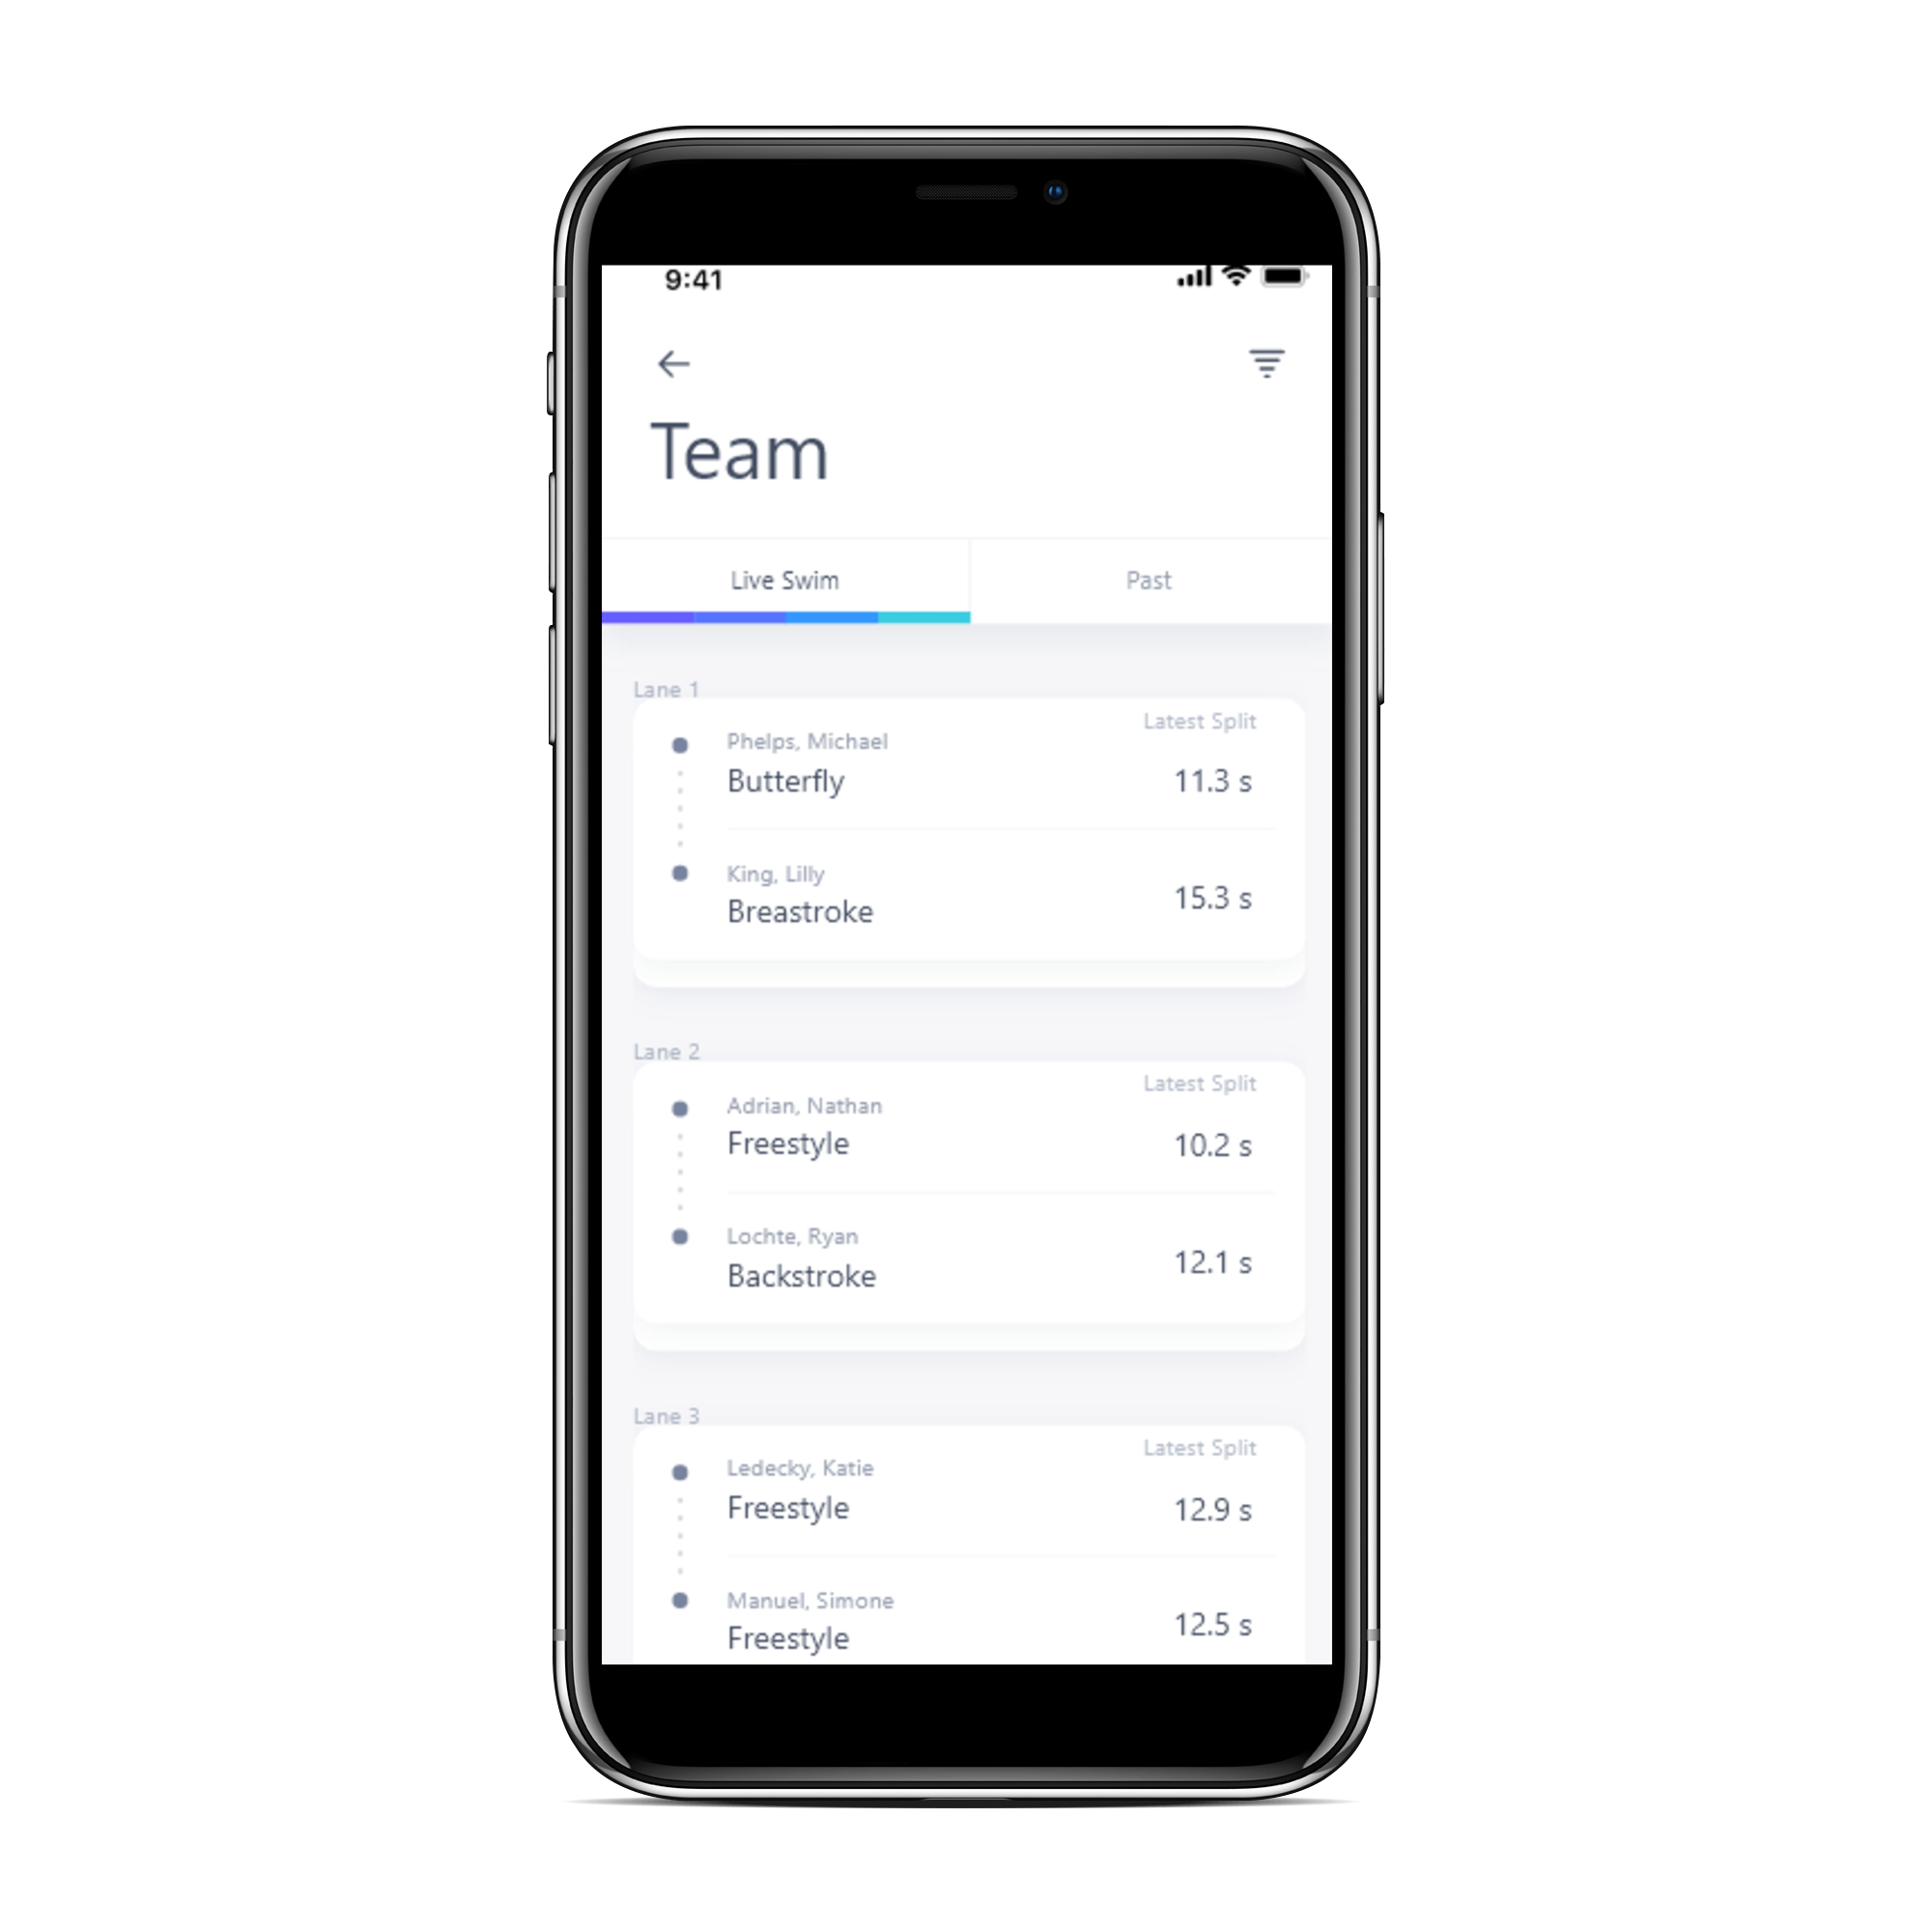 9:41
Team
Live Swim
Past
Lane 1
Latest Split
Phelps, Michael
Butterfly
11.3 s
King, Lilly
Breastroke
15.3 s
Lane 2
Latest Split
Adrian, Nathan
Freestyle
10.2 s
Lochte, Ryan
Backstroke
12.1 s
Lane 3
Latest Split
Ledecky, Katie
Freestyle
12.9 s
Manuel, Simone
Freestyle
12.5 s